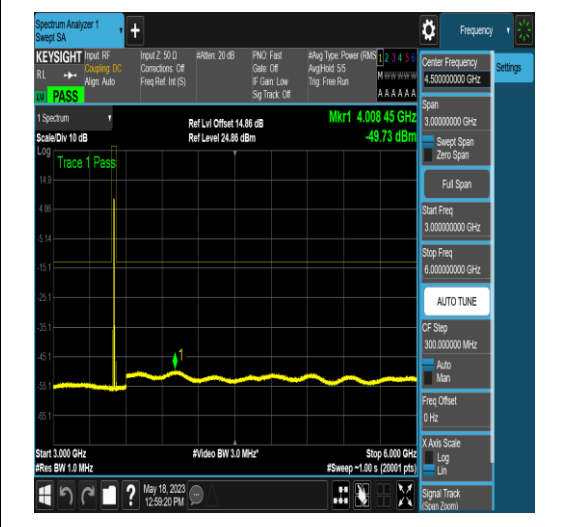 Spectrum Analyzer 1
Swept SA
+
Frequency
KEYSIGHT
RL
PASS
Input: RF
Coupling: DC
Align: Auto
Input Z: 50 Ω
Corrections: Off
Freq Ref: Int (S)
#Atten: 20 dB
PNO: Fast
Gate: Off
IF Gain: Low
Sig Track: Off
#Avg Type: Power (RMS
Avg|Hold: 5/5
Trig: Free Run
1 2 3 4 5 6
M w w w w w
A A A A A A
1 Spectrum
Scale/Div 10 dB
Ref Lvl Offset 14.86 dB
Ref Level 24.86 dBm
Mkr1 4.008 45 GHz
-49.73 dBm
Log
Trace 1 Pass
14.9
4.86
-5.14
-15.1
-25.1
-35.1
-45.1
-55.1
-65.1
1
Start 3.000 GHz
#Res BW 1.0 MHz
#Video BW 3.0 MHz*
Stop 6.000 GHz
#Sweep ~1.00 s (20001 pts)
May 18, 2023
12:59:20 PM
Center Frequency
4.500000000 GHz
Settings
Span
3.00000000 GHz
Swept Span
Zero Span
Full Span
Start Freq
3.000000000 GHz
Stop Freq
6.000000000 GHz
AUTO TUNE
CF Step
300.000000 MHz
Auto
Man
Freq Offset
0 Hz
X Axis Scale
Log
Lin
Signal Track
(Span Zoom)